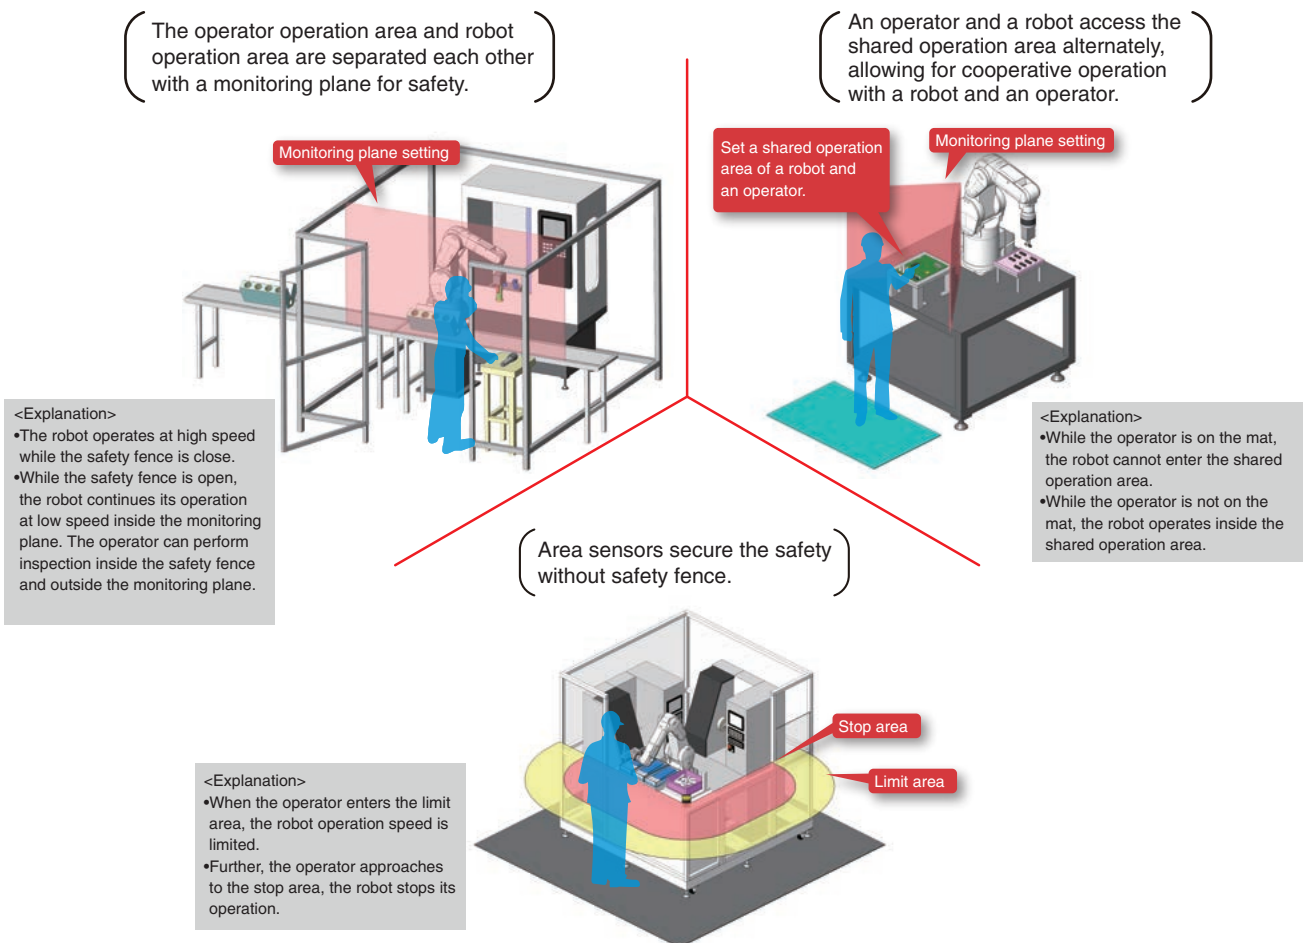 The operator operation area and robot
operation area are separated each other
with a monitoring plane for safety.
Monitoring plane setting
<Explanation>
•The robot operates at high speed
while the safety fence is close.
•While the safety fence is open,
the robot continues its operation
at low speed inside the monitoring
plane. The operator can perform
inspection inside the safety fence
and outside the monitoring plane.
An operator and a robot access the
shared operation area alternately,
allowing for cooperative operation
with a robot and an operator.
Set a shared operation
area of a robot and
an operator.
Monitoring plane setting
<Explanation>
•While the operator is on the mat,
the robot cannot enter the shared
operation area.
•While the operator is not on the
mat, the robot operates inside the
shared operation area.
Area sensors secure the safety
without safety fence.
Stop area
Limit area
<Explanation>
•When the operator enters the limit
area, the robot operation speed is
limited.
•Further, the operator approaches
to the stop area, the robot stops its
operation.